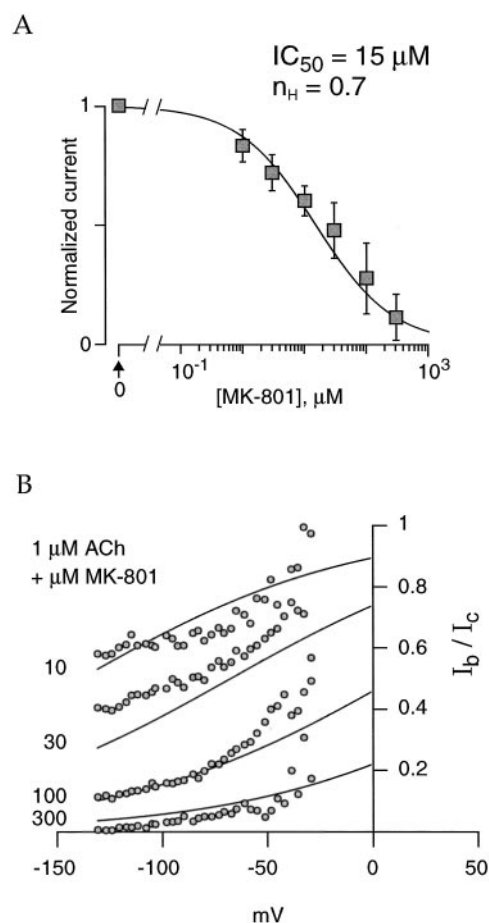 A
IC50 = 15 μM
nH = 0.7
1
Normalized current
0
0
10-1
103
[MK-801], μM
B
1 μM ACh
+ μM MK-801
10
30
100
300
1
0.8
0.6
0.4
0.2
Ib / Ic
-150
-100
-50
0
50
mV